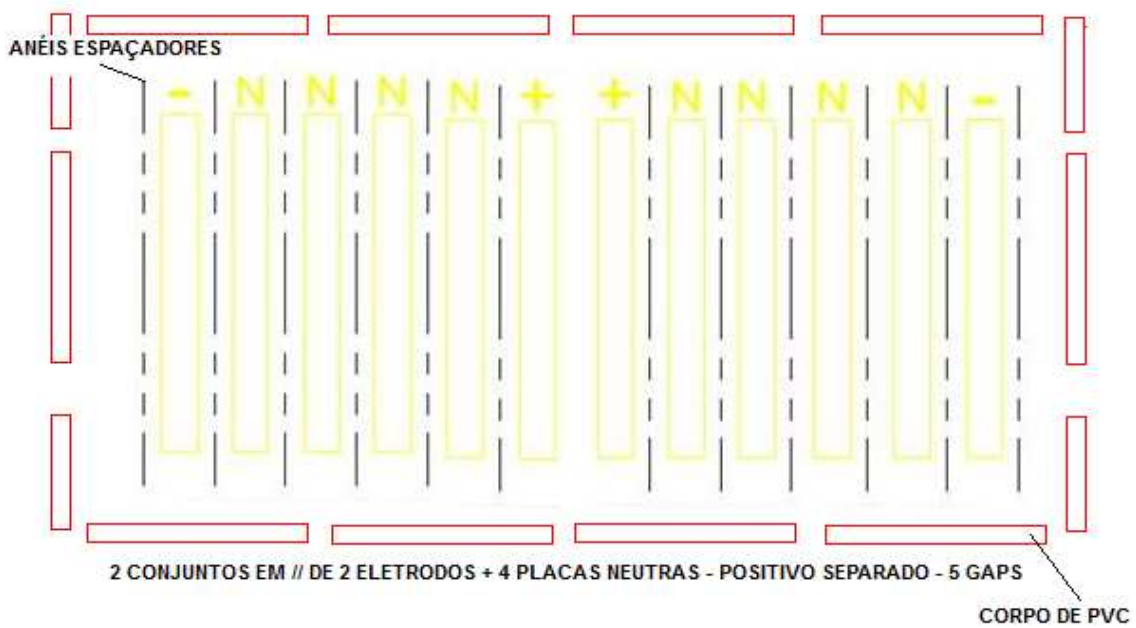 ANÉIS ESPAÇADORES
- N N N N + + N N N N -
2 CONJUNTOS EM // DE 2 ELETRODOS + 4 PLACAS NEUTRAS - POSITIVO SEPARADO - 5 GAPS
CORPO DE PVC